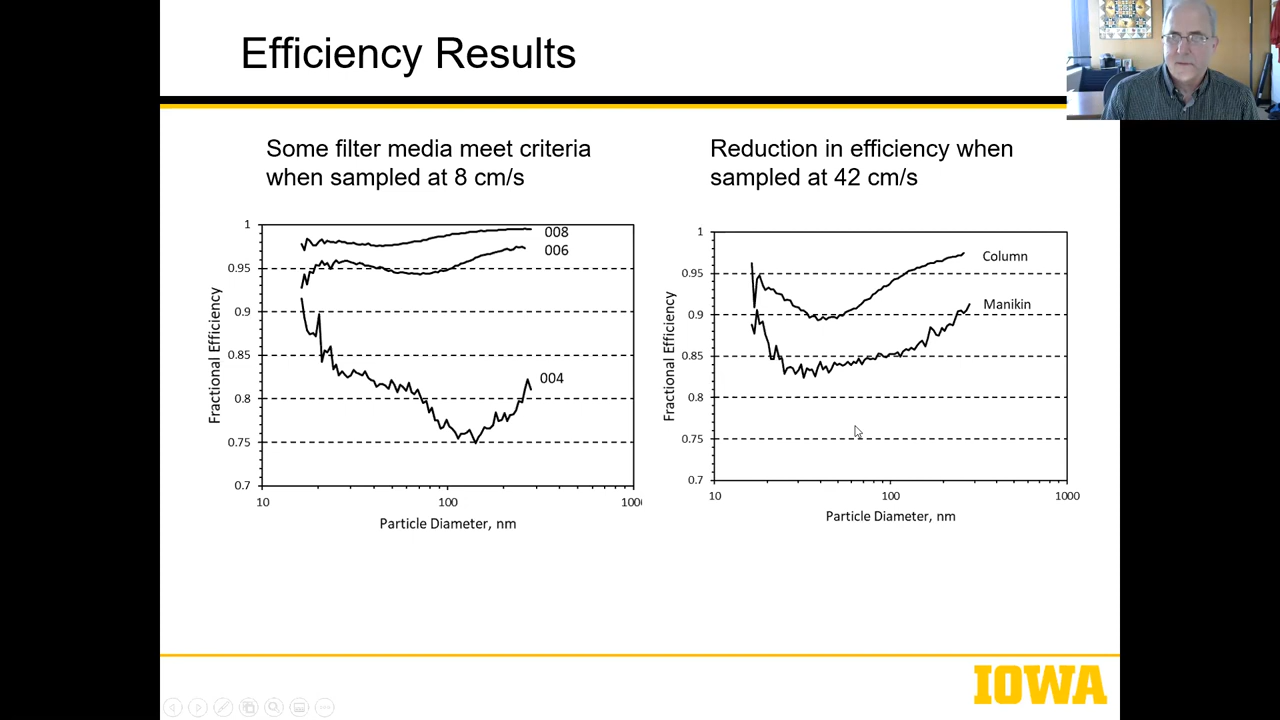 Efficiency Results
Some filter media meet criteria
when sampled at 8 cm/s
Reduction in efficiency when
sampled at 42 cm/s
1
0.95
0.9
0.85
0.8
0.75
0.7
Fractional Efficiency
008
006
004
10
100
100
Particle Diameter, nm
1
0.95
0.9
0.85
0.8
0.75
0.7
Fractional Efficiency
Column
Manikin
10
100
1000
Particle Diameter, nm
IOWA